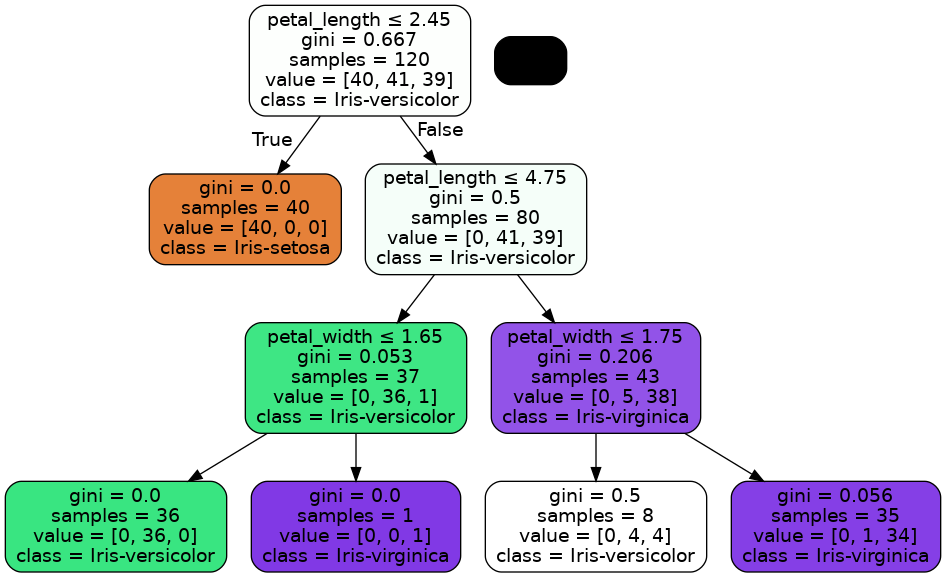 petal_length ≤ 2.45
gini = 0.667
samples = 120
value = [40, 41, 39]
class = Iris-versicolor
True
False
gini = 0.0
samples = 40
value = [40, 0, 0]
class = Iris-setosa
petal_length ≤ 4.75
gini = 0.5
samples = 80
value = [0, 41, 39]
class = Iris-versicolor
petal_width ≤ 1.65
gini = 0.053
samples = 37
value = [0, 36, 1]
class = Iris-versicolor
petal_width ≤ 1.75
gini = 0.206
samples = 43
value = [0, 5, 38]
class = Iris-virginica
gini = 0.0
samples = 36
value = [0, 36, 0]
class = Iris-versicolor
gini = 0.0
samples = 1
value = [0, 0, 1]
class = Iris-virginica
gini = 0.5
samples = 8
value = [0, 4, 4]
class = Iris-versicolor
gini = 0.056
samples = 35
value = [0, 1, 34]
class = Iris-virginica